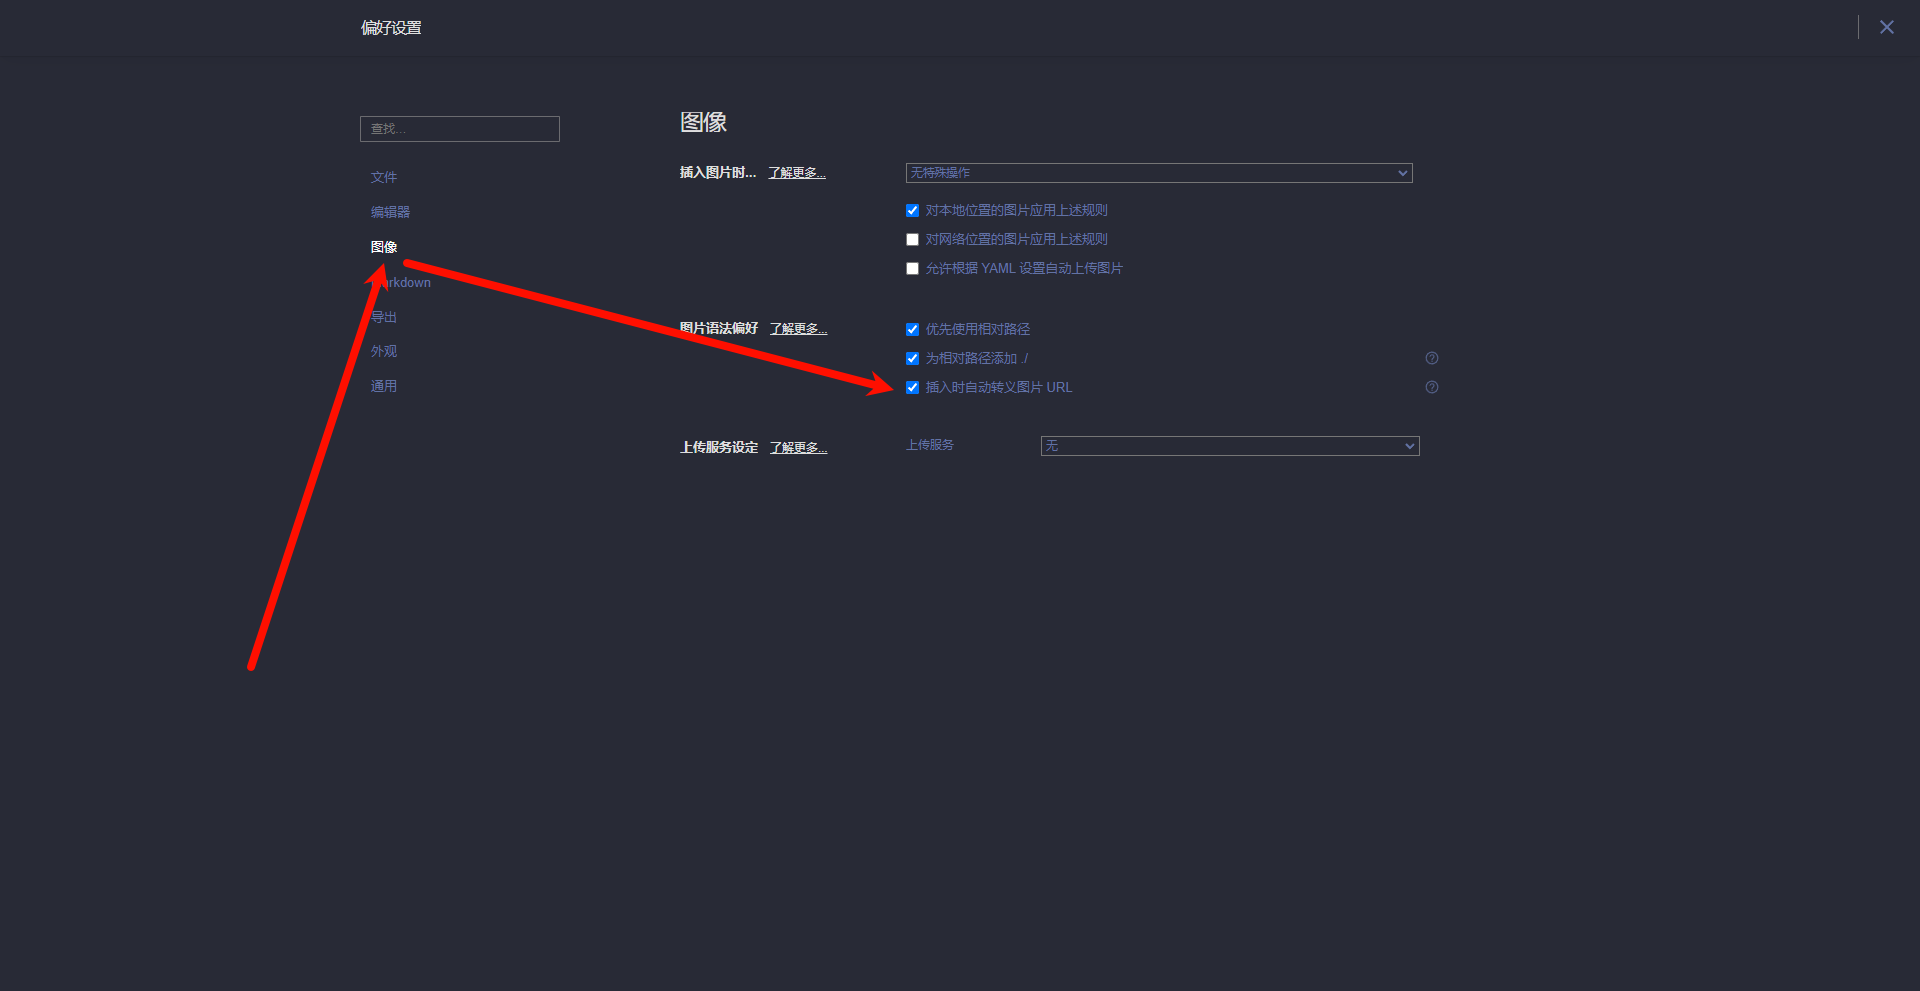 偏好设置
查找...
文件
编辑器
图像
rkdown
导出
外观
通用
图像
插入图片时... 了解更多... 无特殊操作
对本地位置的图片应用上述规则
对网络位置的图片应用上述规则
允许根据 YAML 设置自动上传图片
图片语法偏好 了解更多... 优先使用相对路径
为相对路径添加 ./
插入时自动转义图片 URL
上传服务设定 了解更多... 上传服务 无